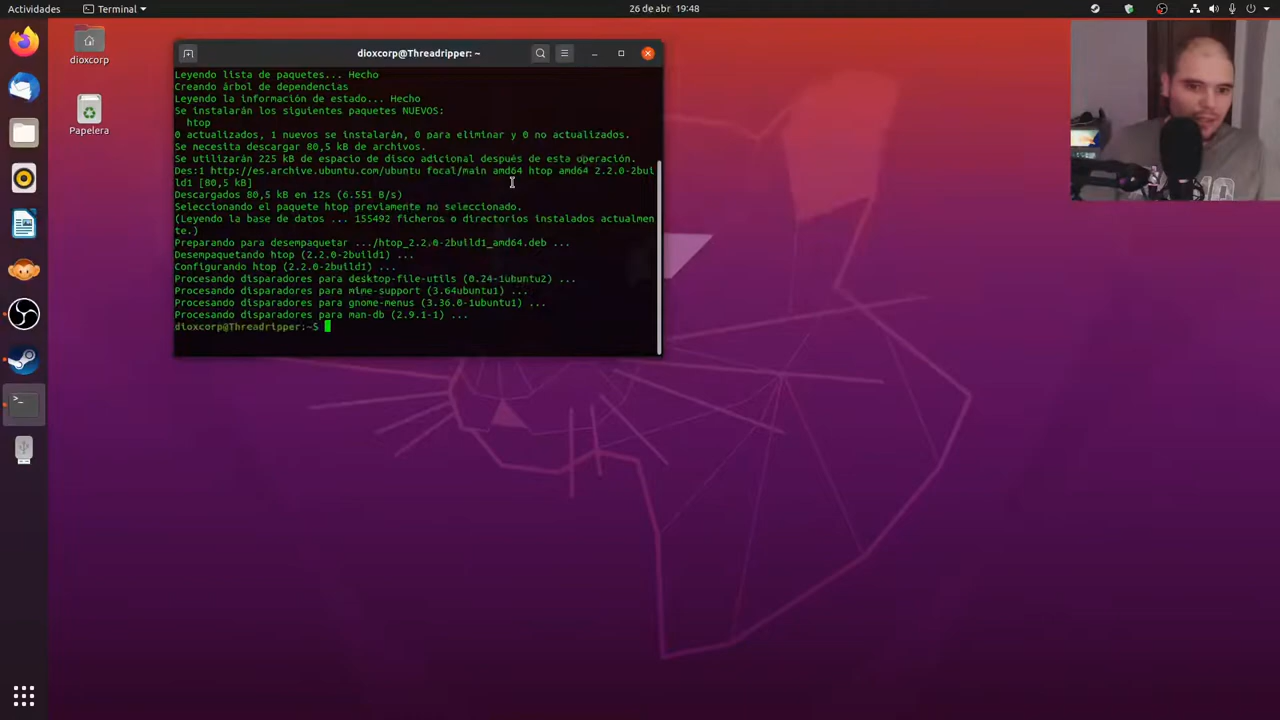 Actividades
Terminal
26 de abr 19:48
dioxcorp
Papelera
dioxcorp@Threadripper: ~
Leyendo lista de paquetes... Hecho
Creando árbol de dependencias
Leyendo la información de estado... Hecho
Se instalarán los siguientes paquetes NUEVOS:
htop
0 actualizados, 1 nuevos se instalarán, 0 para eliminar y 0 no actualizados.
Se necesita descargar 80,5 kB de archivos.
Se utilizarán 225 kB de espacio de disco adicional después de esta operación.
Des:1 http://es.archive.ubuntu.com/ubuntu focal/main amd64 htop amd64 2.2.0-2bui
ld1 [80,5 kB]
Descargados 80,5 kB en 12s (6.551 B/s)
Seleccionando el paquete htop previamente no seleccionado.
(Leyendo la base de datos ... 155492 ficheros o directorios instalados actualmen
te.)
Preparando para desempaquetar .../htop_2.2.0-2build1_amd64.deb ...
Desempaquetando htop (2.2.0-2build1) ...
Configurando htop (2.2.0-2build1) ...
Procesando disparadores para desktop-file-utils (0.24-1ubuntu2) ...
Procesando disparadores para mime-support (3.64ubuntu1) ...
Procesando disparadores para gnome-menus (3.36.0-1ubuntu1) ...
Procesando disparadores para man-db (2.9.1-1) ...
dioxcorp@Threadripper:~$